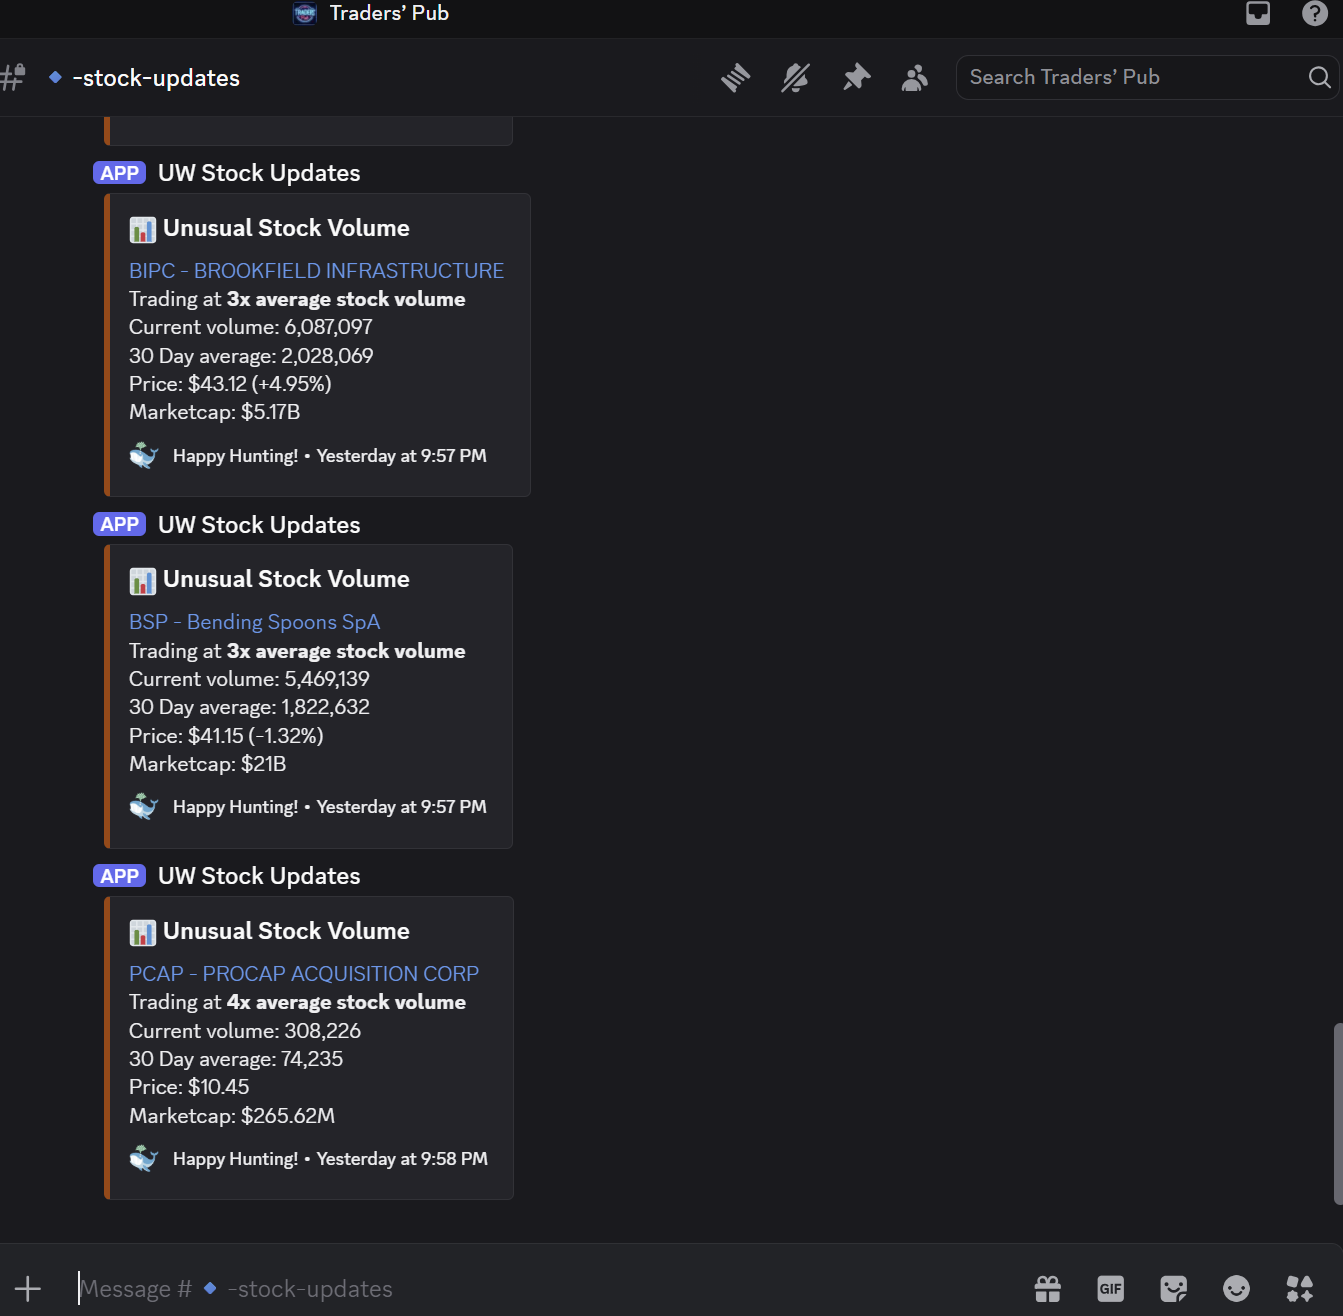 Traders’ Pub
-stock-updates
Search Traders’ Pub
APP UW Stock Updates
Unusual Stock Volume
BIPC - BROOKFIELD INFRASTRUCTURE
Trading at 3x average stock volume
Current volume: 6,087,097
30 Day average: 2,028,069
Price: $43.12 (+4.95%)
Marketcap: $5.17B
Happy Hunting! • Yesterday at 9:57 PM
APP UW Stock Updates
Unusual Stock Volume
BSP - Bending Spoons SpA
Trading at 3x average stock volume
Current volume: 5,469,139
30 Day average: 1,822,632
Price: $41.15 (-1.32%)
Marketcap: $21B
Happy Hunting! • Yesterday at 9:57 PM
APP UW Stock Updates
Unusual Stock Volume
PCAP - PROCAP ACQUISITION CORP
Trading at 4x average stock volume
Current volume: 308,226
30 Day average: 74,235
Price: $10.45
Marketcap: $265.62M
Happy Hunting! • Yesterday at 9:58 PM
Message # -stock-updates
GIF